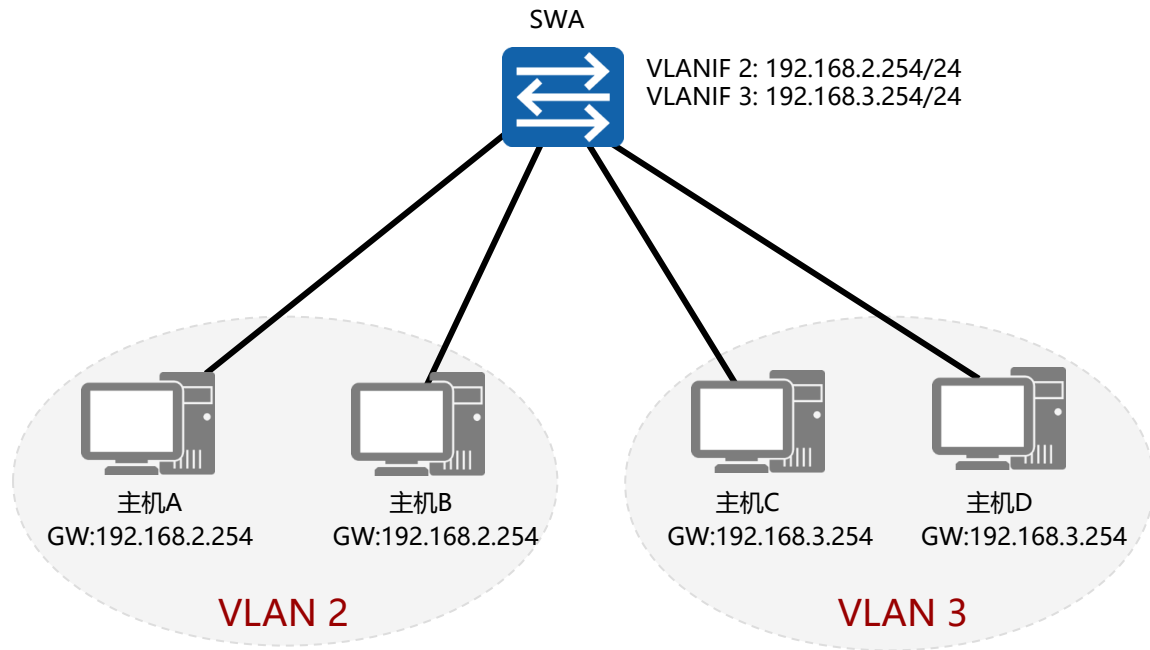 SWA
VLANIF 2: 192.168.2.254/24
VLANIF 3: 192.168.3.254/24
主机A
GW:192.168.2.254
主机B
GW:192.168.2.254
主机C
GW:192.168.3.254
主机D
GW:192.168.3.254
VLAN 2
VLAN 3